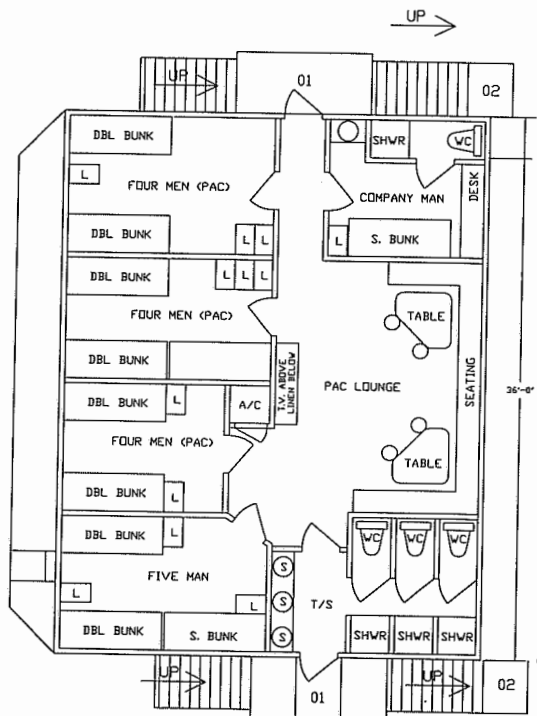 UP
UP
01
02
DBL BUNK
SHWR
WC
L
FOUR MEN (PAC)
COMPANY MAN
DESK
DBL BUNK
L
L
L
S. BUNK
DBL BUNK
L
L
L
FOUR MEN (PAC)
TABLE
DBL BUNK
T.V. ABOVE
LINEN BELOW
PAC LOUNGE
SEATING
36'-0"
DBL BUNK
L
A/C
FOUR MEN (PAC)
TABLE
DBL BUNK
L
DBL BUNK
L
WC
WC
WC
S
FIVE MAN
L
L
S
T/S
DBL BUNK
S. BUNK
S
SHWR
SHWR
SHWR
UP
01
UP
02